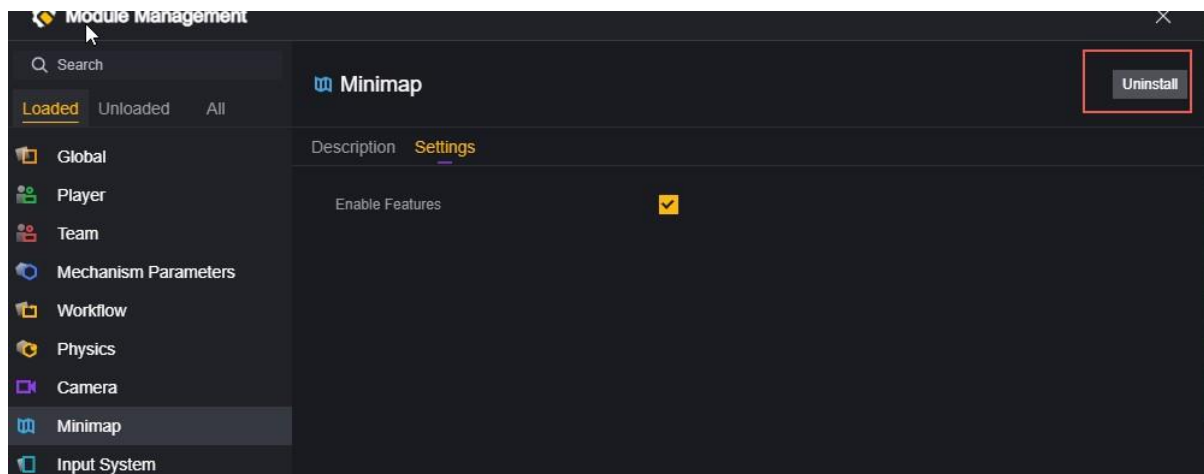 Module Management
Search
Loaded Unloaded All
Global
Player
Team
Mechanism Parameters
Workflow
Physics
Camera
Minimap
Input System
Minimap
Uninstall
Description Settings
Enable Features